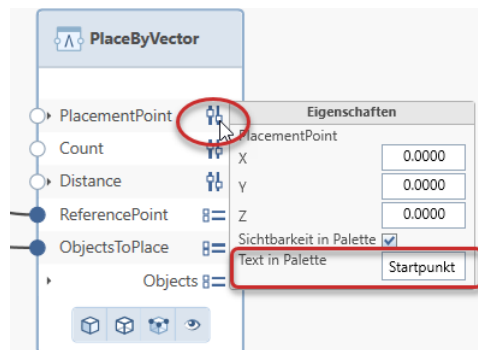 PlaceByVector
PlacementPoint
Count
Distance
ReferencePoint
ObjectsToPlace
Objects
Eigenschaften
PlacementPoint
X 0.0000
Y 0.0000
Z 0.0000
Sichtbarkeit in Palette
Text in Palette Startpunkt